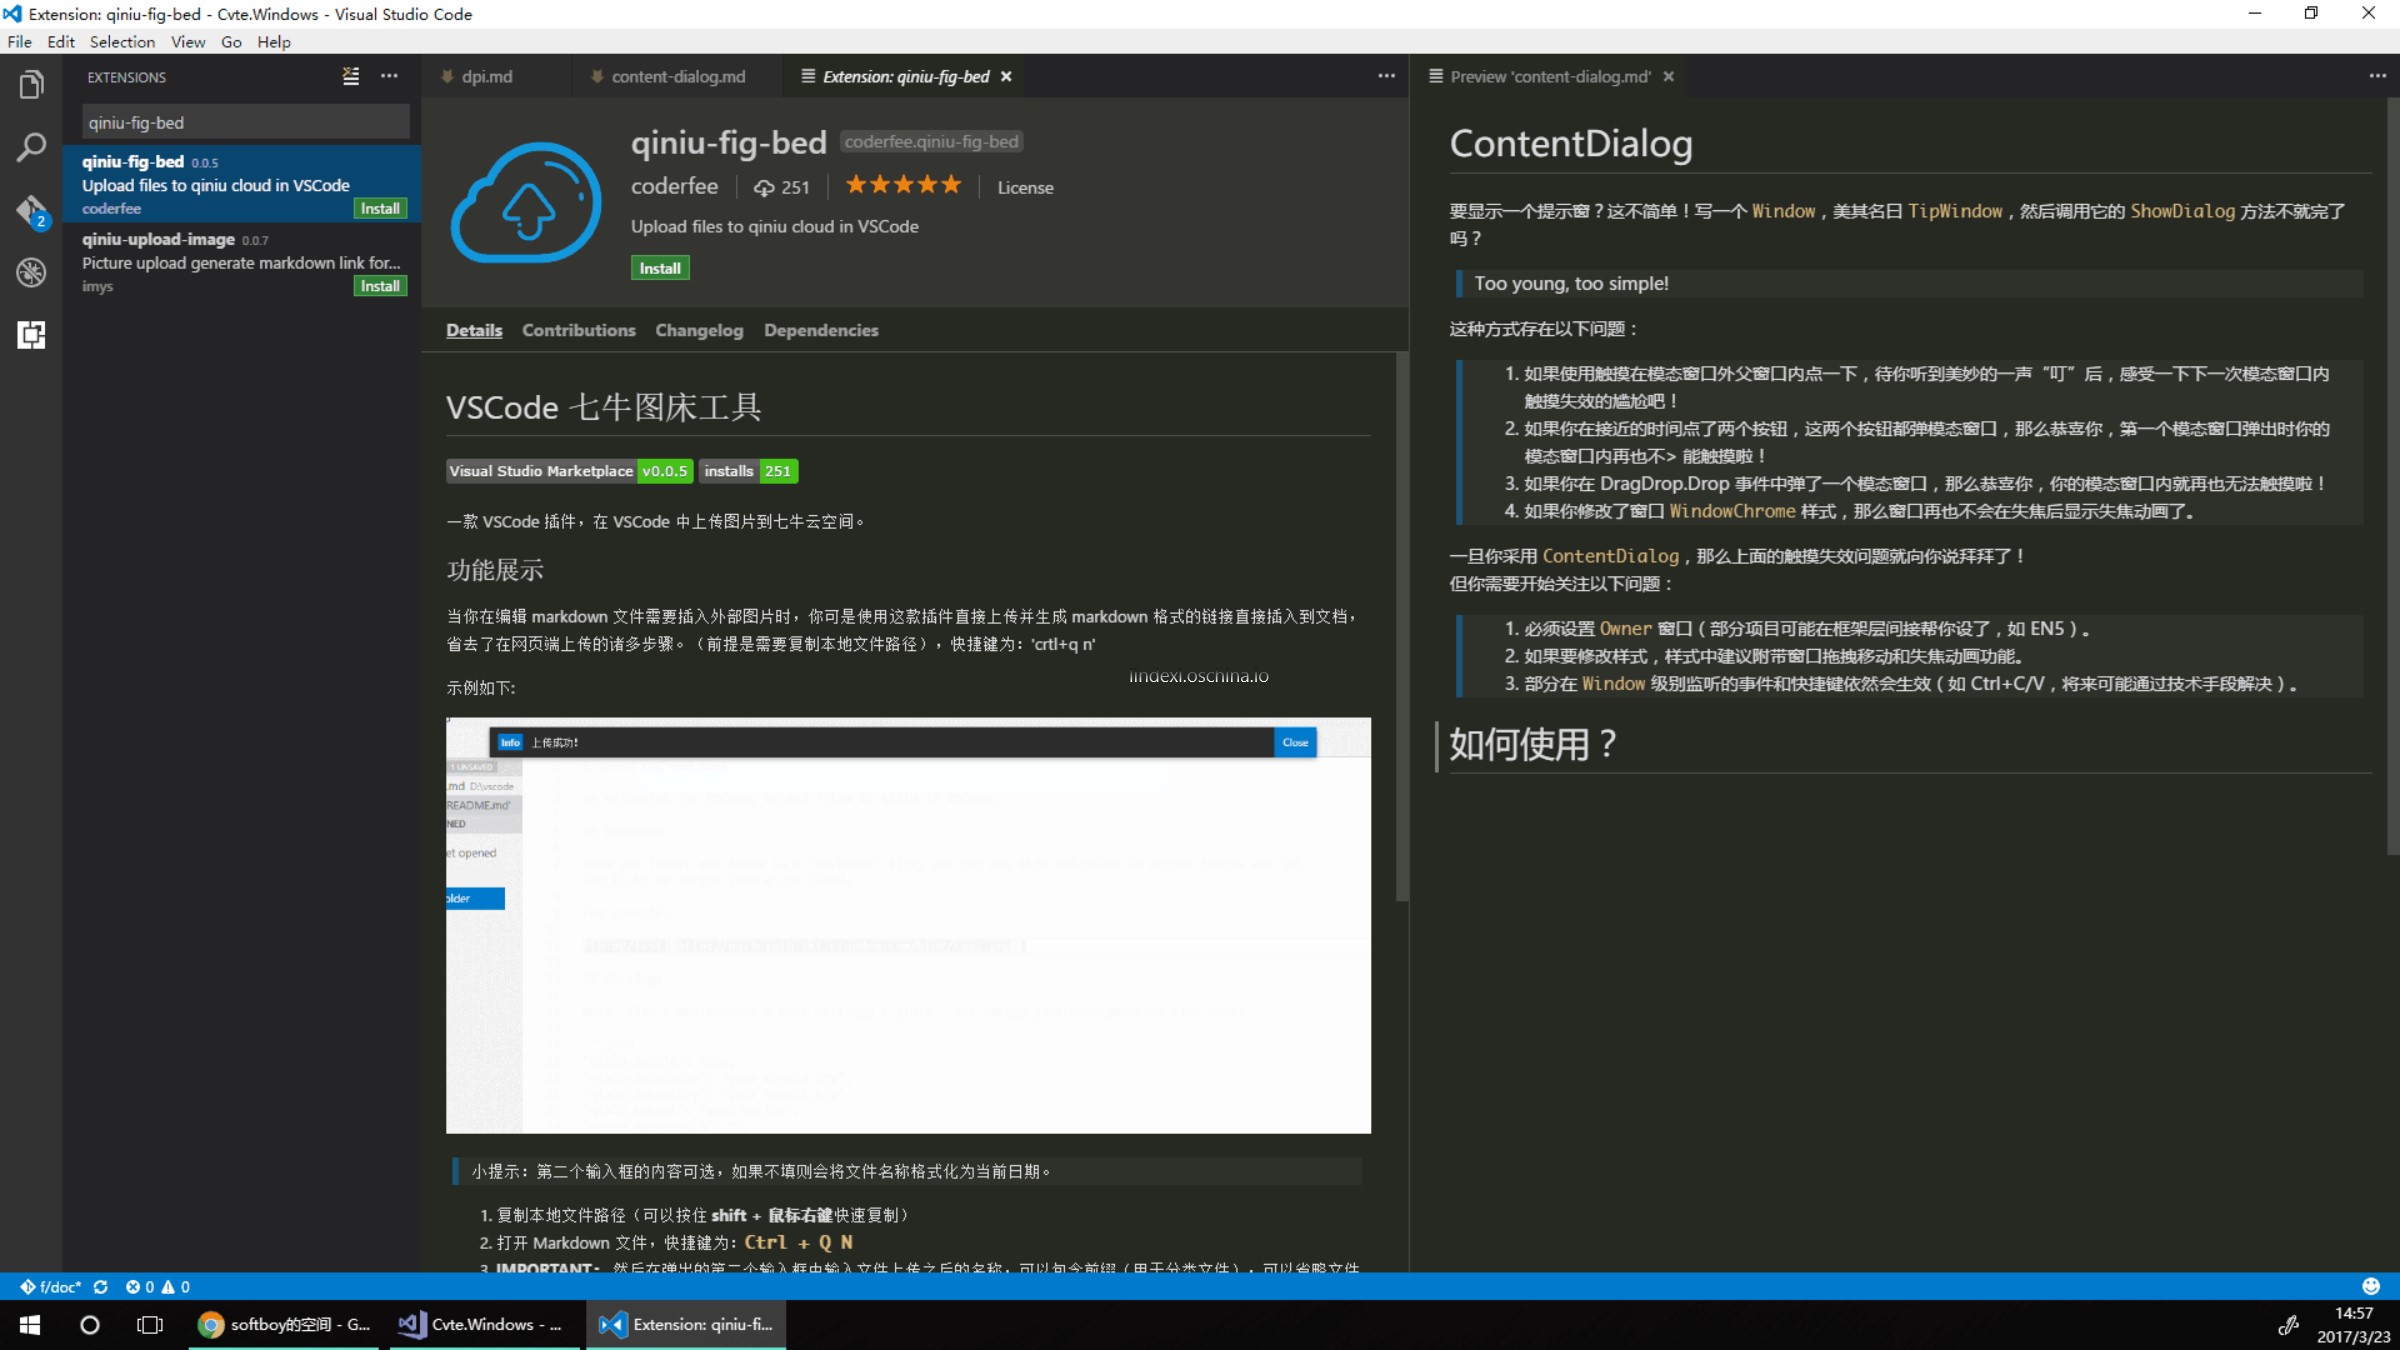 Extension: qiniu-fig-bed - Cvte.Windows - Visual Studio Code
File Edit Selection View Go Help
EXTENSIONS
qiniu-fig-bed
qiniu-fig-bed 0.0.5
Upload files to qiniu cloud in VSCode
coderfee Install
qiniu-upload-image 0.0.7
Picture upload generate markdown link for...
imys Install
2
dpi.md content-dialog.md Extension: qiniu-fig-bed
qiniu-fig-bed coderfee.qiniu-fig-bed
coderfee 251 License
Upload files to qiniu cloud in VSCode
Install
Details Contributions Changelog Dependencies
VSCode 七牛图床工具
Visual Studio Marketplace v0.0.5 installs 251
一款 VSCode 插件，在 VSCode 中上传图片到七牛云空间。
功能展示
当你在编辑 markdown 文件需要插入外部图片时，你可是使用这款插件直接上传并生成 markdown 格式的链接直接插入到文档，
省去了在网页端上传的诸多步骤。（前提是需要复制本地文件路径），快捷键为：'crtl+q n'
lindexi.oschina.io
示例如下:
Info 上传成功! Close
1 UNSAVED
.md D:\vscode
README.md'
NED
et opened
older
小提示：第二个输入框的内容可选，如果不填则会将文件名称格式化为当前日期。
1. 复制本地文件路径（可以按住 shift + 鼠标右键快速复制）
2. 打开 Markdown 文件，快捷键为：Ctrl + Q N
3. IMPORTANT: 然后在弹出的第二个输入框中输入文件上传之后的名称，可以包含前缀（用于分类文件），可以省略文件
Preview 'content-dialog.md'
ContentDialog
要显示一个提示窗？这不简单！写一个 Window，美其名日 TipWindow，然后调用它的 ShowDialog 方法不就完了
吗？
Too young, too simple!
这种方式存在以下问题：
1. 如果使用触摸在模态窗口外父窗口内点一下，待你听到美妙的一声“叮”后，感受一下下一次模态窗口内
触摸失效的尴尬吧！
2. 如果你在接近的时间点了两个按钮，这两个按钮都弹模态窗口，那么恭喜你，第一个模态窗口弹出时你的
模态窗口内再也不> 能触摸啦！
3. 如果你在 DragDrop.Drop 事件中弹了一个模态窗口，那么恭喜你，你的模态窗口内就再也无法触摸啦！
4. 如果你修改了窗口 WindowChrome 样式，那么窗口再也不会在失焦后显示失焦动画了。
一旦你采用 ContentDialog，那么上面的触摸失效问题就向你说拜拜了！
但你需要开始关注以下问题：
1. 必须设置 Owner 窗口（部分项目可能在框架层间接帮你设了，如 EN5）。
2. 如果要修改样式，样式中建议附带窗口拖拽移动和失焦动画功能。
3. 部分在 Window 级别监听的事件和快捷键依然会生效（如 Ctrl+C/V，将来可能通过技术手段解决）。
如何使用？
f/doc* 0 0
softboy的空间 - G... Cvte.Windows - ... Extension: qiniu-fi...
14:57
2017/3/23